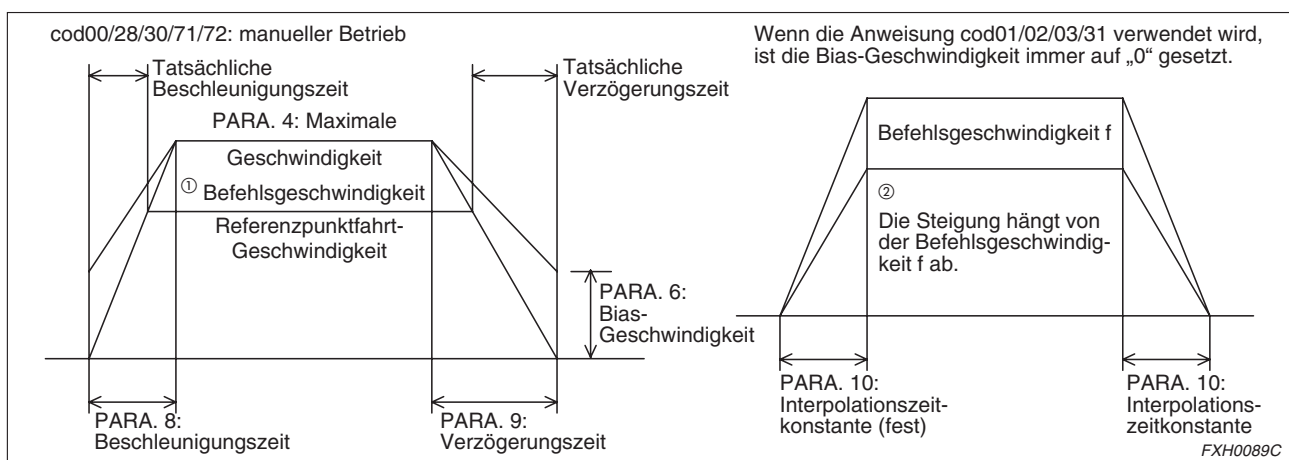 cod00/28/30/71/72: manueller Betrieb
Tatsächliche
Beschleunigungszeit
Tatsächliche
Verzögerungszeit
PARA. 4: Maximale
Geschwindigkeit
① Befehlsgeschwindigkeit
Referenzpunktfahrt-
Geschwindigkeit
PARA. 6:
Bias-
Geschwindigkeit
PARA. 8:
Beschleunigungszeit
PARA. 9:
Verzögerungszeit
Wenn die Anweisung cod01/02/03/31 verwendet wird,
ist die Bias-Geschwindigkeit immer auf „0“ gesetzt.
Befehlsgeschwindigkeit f
②
Die Steigung hängt von
der Befehlsgeschwindig-
keit f ab.
PARA. 10:
Interpolationszeit-
konstante (fest)
PARA. 10:
Interpolations-
zeitkonstante
FXH0089C